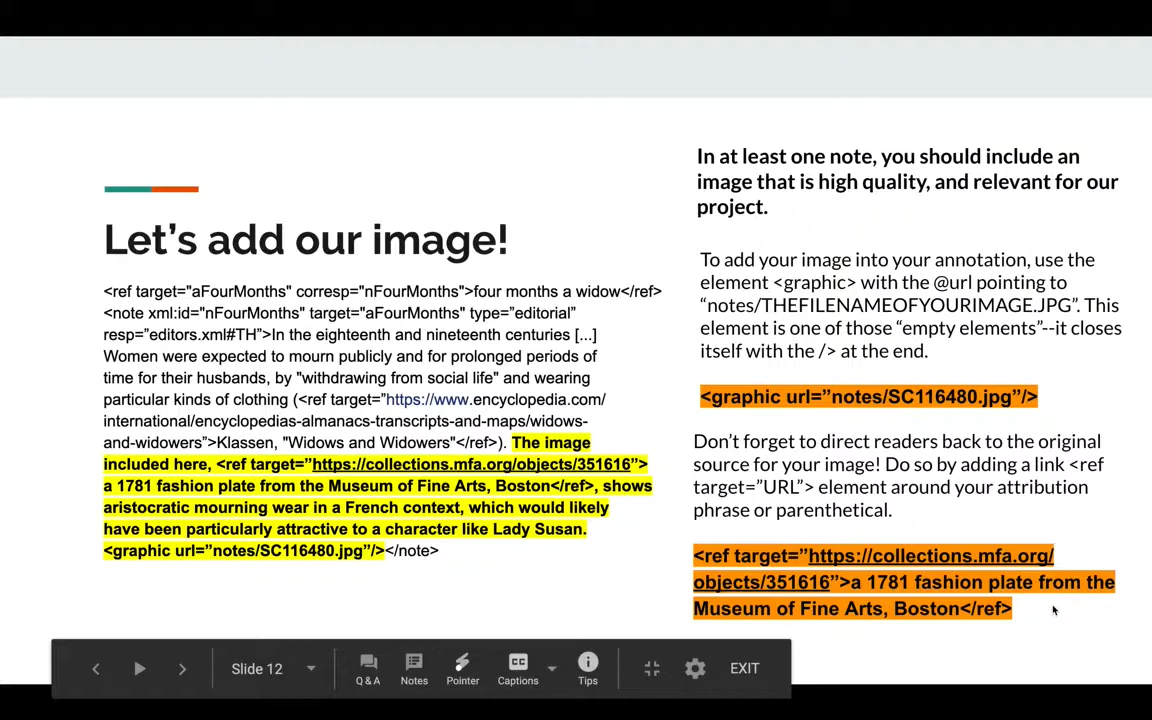 Let’s add our image!
<ref target="aFourMonths" corresp="nFourMonths">four months a widow</ref>
<note xml:id="nFourMonths" target="aFourMonths" type=”editorial”
resp=”editors.xml#TH”>In the eighteenth and nineteenth centuries [...]
Women were expected to mourn publicly and for prolonged periods of
time for their husbands, by "withdrawing from social life" and wearing
particular kinds of clothing (<ref target=”https://www.encyclopedia.com/
international/encyclopedias-almanacs-transcripts-and-maps/widows-
and-widowers”>Klassen, "Widows and Widowers"</ref>). The image
included here, <ref target=”https://collections.mfa.org/objects/351616”>
a 1781 fashion plate from the Museum of Fine Arts, Boston</ref>, shows
aristocratic mourning wear in a French context, which would likely
have been particularly attractive to a character like Lady Susan.
<graphic url=”notes/SC116480.jpg”/></note>
In at least one note, you should include an
image that is high quality, and relevant for our
project.
To add your image into your annotation, use the
element <graphic> with the @url pointing to
“notes/THEFILENAMEOFYOURIMAGE.JPG”. This
element is one of those “empty elements”--it closes
itself with the /> at the end.
<graphic url=”notes/SC116480.jpg”/>
Don’t forget to direct readers back to the original
source for your image! Do so by adding a link <ref
target=”URL”> element around your attribution
phrase or parenthetical.
<ref target=”https://collections.mfa.org/
objects/351616”>a 1781 fashion plate from the
Museum of Fine Arts, Boston</ref>
Slide 12
Q & A
Notes
Pointer
CC
Captions
Tips
EXIT